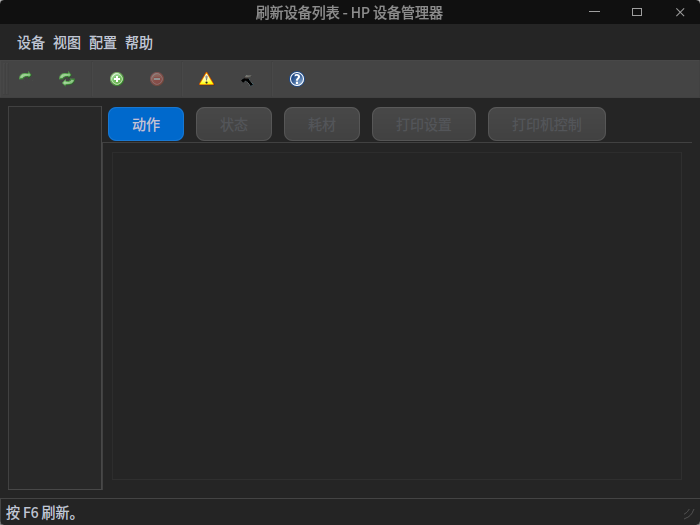 刷新设备列表 - HP 设备管理器
设备 视图 配置 帮助
动作 状态 耗材 打印设置 打印机控制
按 F6 刷新。